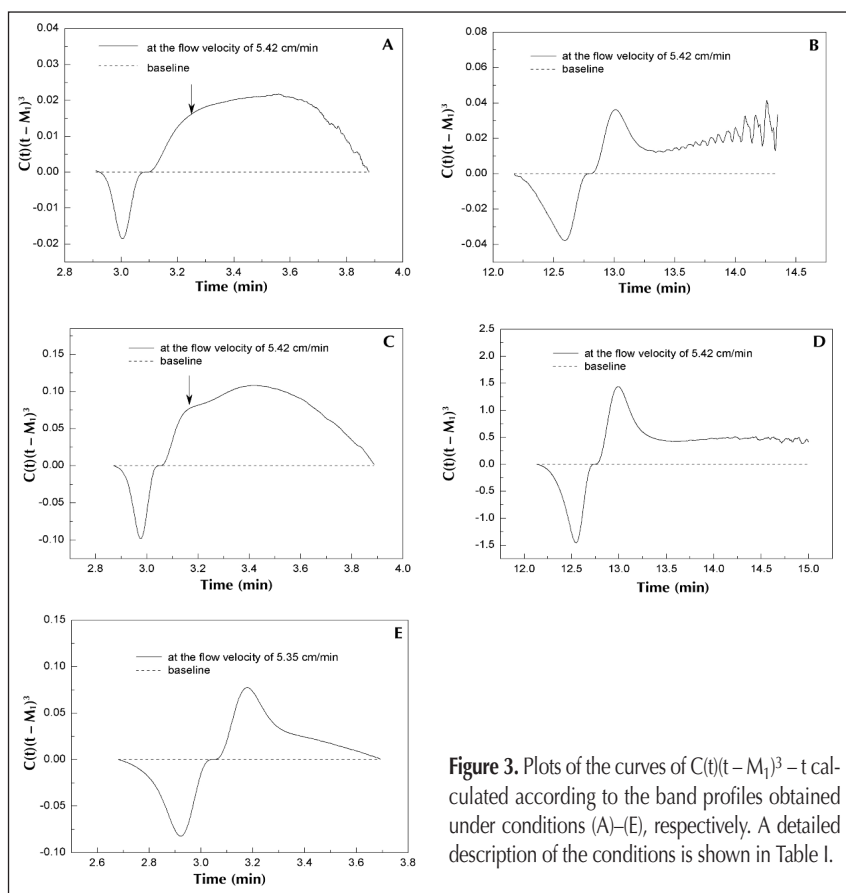 A
at the flow velocity of 5.42 cm/min
baseline
C(t)(t – M₁)³
0.04
0.03
0.02
0.01
0.00
-0.01
-0.02
2.8 3.0 3.2 3.4 3.6 3.8 4.0
Time (min)
B
at the flow velocity of 5.42 cm/min
baseline
C(t)(t – M₁)³
0.08
0.06
0.04
0.02
0.00
-0.02
-0.04
12.0 12.5 13.0 13.5 14.0 14.5
Time (min)
C
at the flow velocity of 5.42 cm/min
baseline
C(t)(t – M₁)³
0.15
0.10
0.05
0.00
-0.05
-0.10
2.8 3.0 3.2 3.4 3.6 3.8 4.0
Time (min)
D
at the flow velocity of 5.42 cm/min
baseline
C(t)(t – M₁)³
2.5
2.0
1.5
1.0
0.5
0.0
-0.5
-1.0
-1.5
12.0 12.5 13.0 13.5 14.0 14.5 15.0
Time (min)
E
at the flow velocity of 5.35 cm/min
baseline
C(t)(t – M₁)³
0.15
0.10
0.05
0.00
-0.05
-0.10
2.6 2.8 3.0 3.2 3.4 3.6 3.8
Time (min)
Figure 3. Plots of the curves of C(t)(t – M₁)³ – t cal-
culated according to the band profiles obtained
under conditions (A)–(E), respectively. A detailed
description of the conditions is shown in Table I.